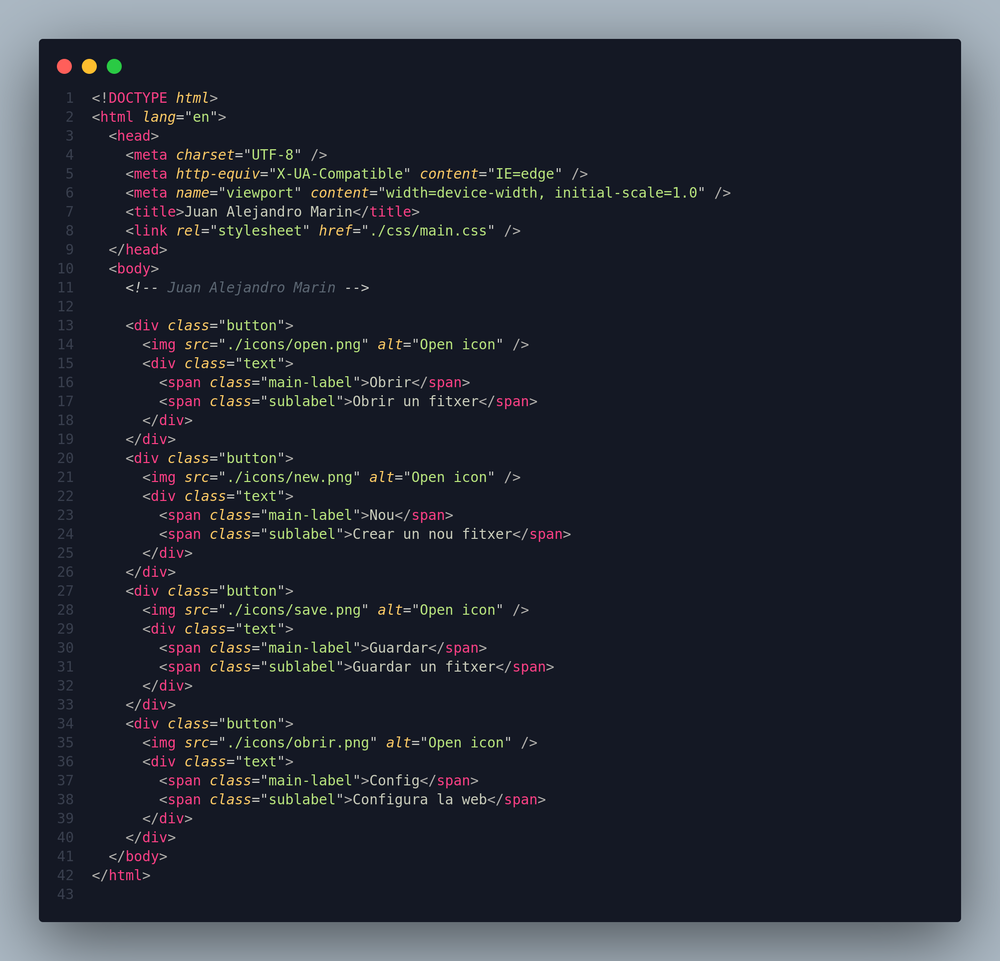 1 <!DOCTYPE html>
2 <html lang="en">
3   <head>
4     <meta charset="UTF-8" />
5     <meta http-equiv="X-UA-Compatible" content="IE=edge" />
6     <meta name="viewport" content="width=device-width, initial-scale=1.0" />
7     <title>Juan Alejandro Marin</title>
8     <link rel="stylesheet" href="./css/main.css" />
9   </head>
10   <body>
11     <!-- Juan Alejandro Marin -->
12
13     <div class="button">
14       <img src="./icons/open.png" alt="Open icon" />
15       <div class="text">
16         <span class="main-label">Obrir</span>
17         <span class="sublabel">Obrir un fitxer</span>
18       </div>
19     </div>
20     <div class="button">
21       <img src="./icons/new.png" alt="Open icon" />
22       <div class="text">
23         <span class="main-label">Nou</span>
24         <span class="sublabel">Crear un nou fitxer</span>
25       </div>
26     </div>
27     <div class="button">
28       <img src="./icons/save.png" alt="Open icon" />
29       <div class="text">
30         <span class="main-label">Guardar</span>
31         <span class="sublabel">Guardar un fitxer</span>
32       </div>
33     </div>
34     <div class="button">
35       <img src="./icons/obrir.png" alt="Open icon" />
36       <div class="text">
37         <span class="main-label">Config</span>
38         <span class="sublabel">Configura la web</span>
39       </div>
40     </div>
41   </body>
42 </html>
43